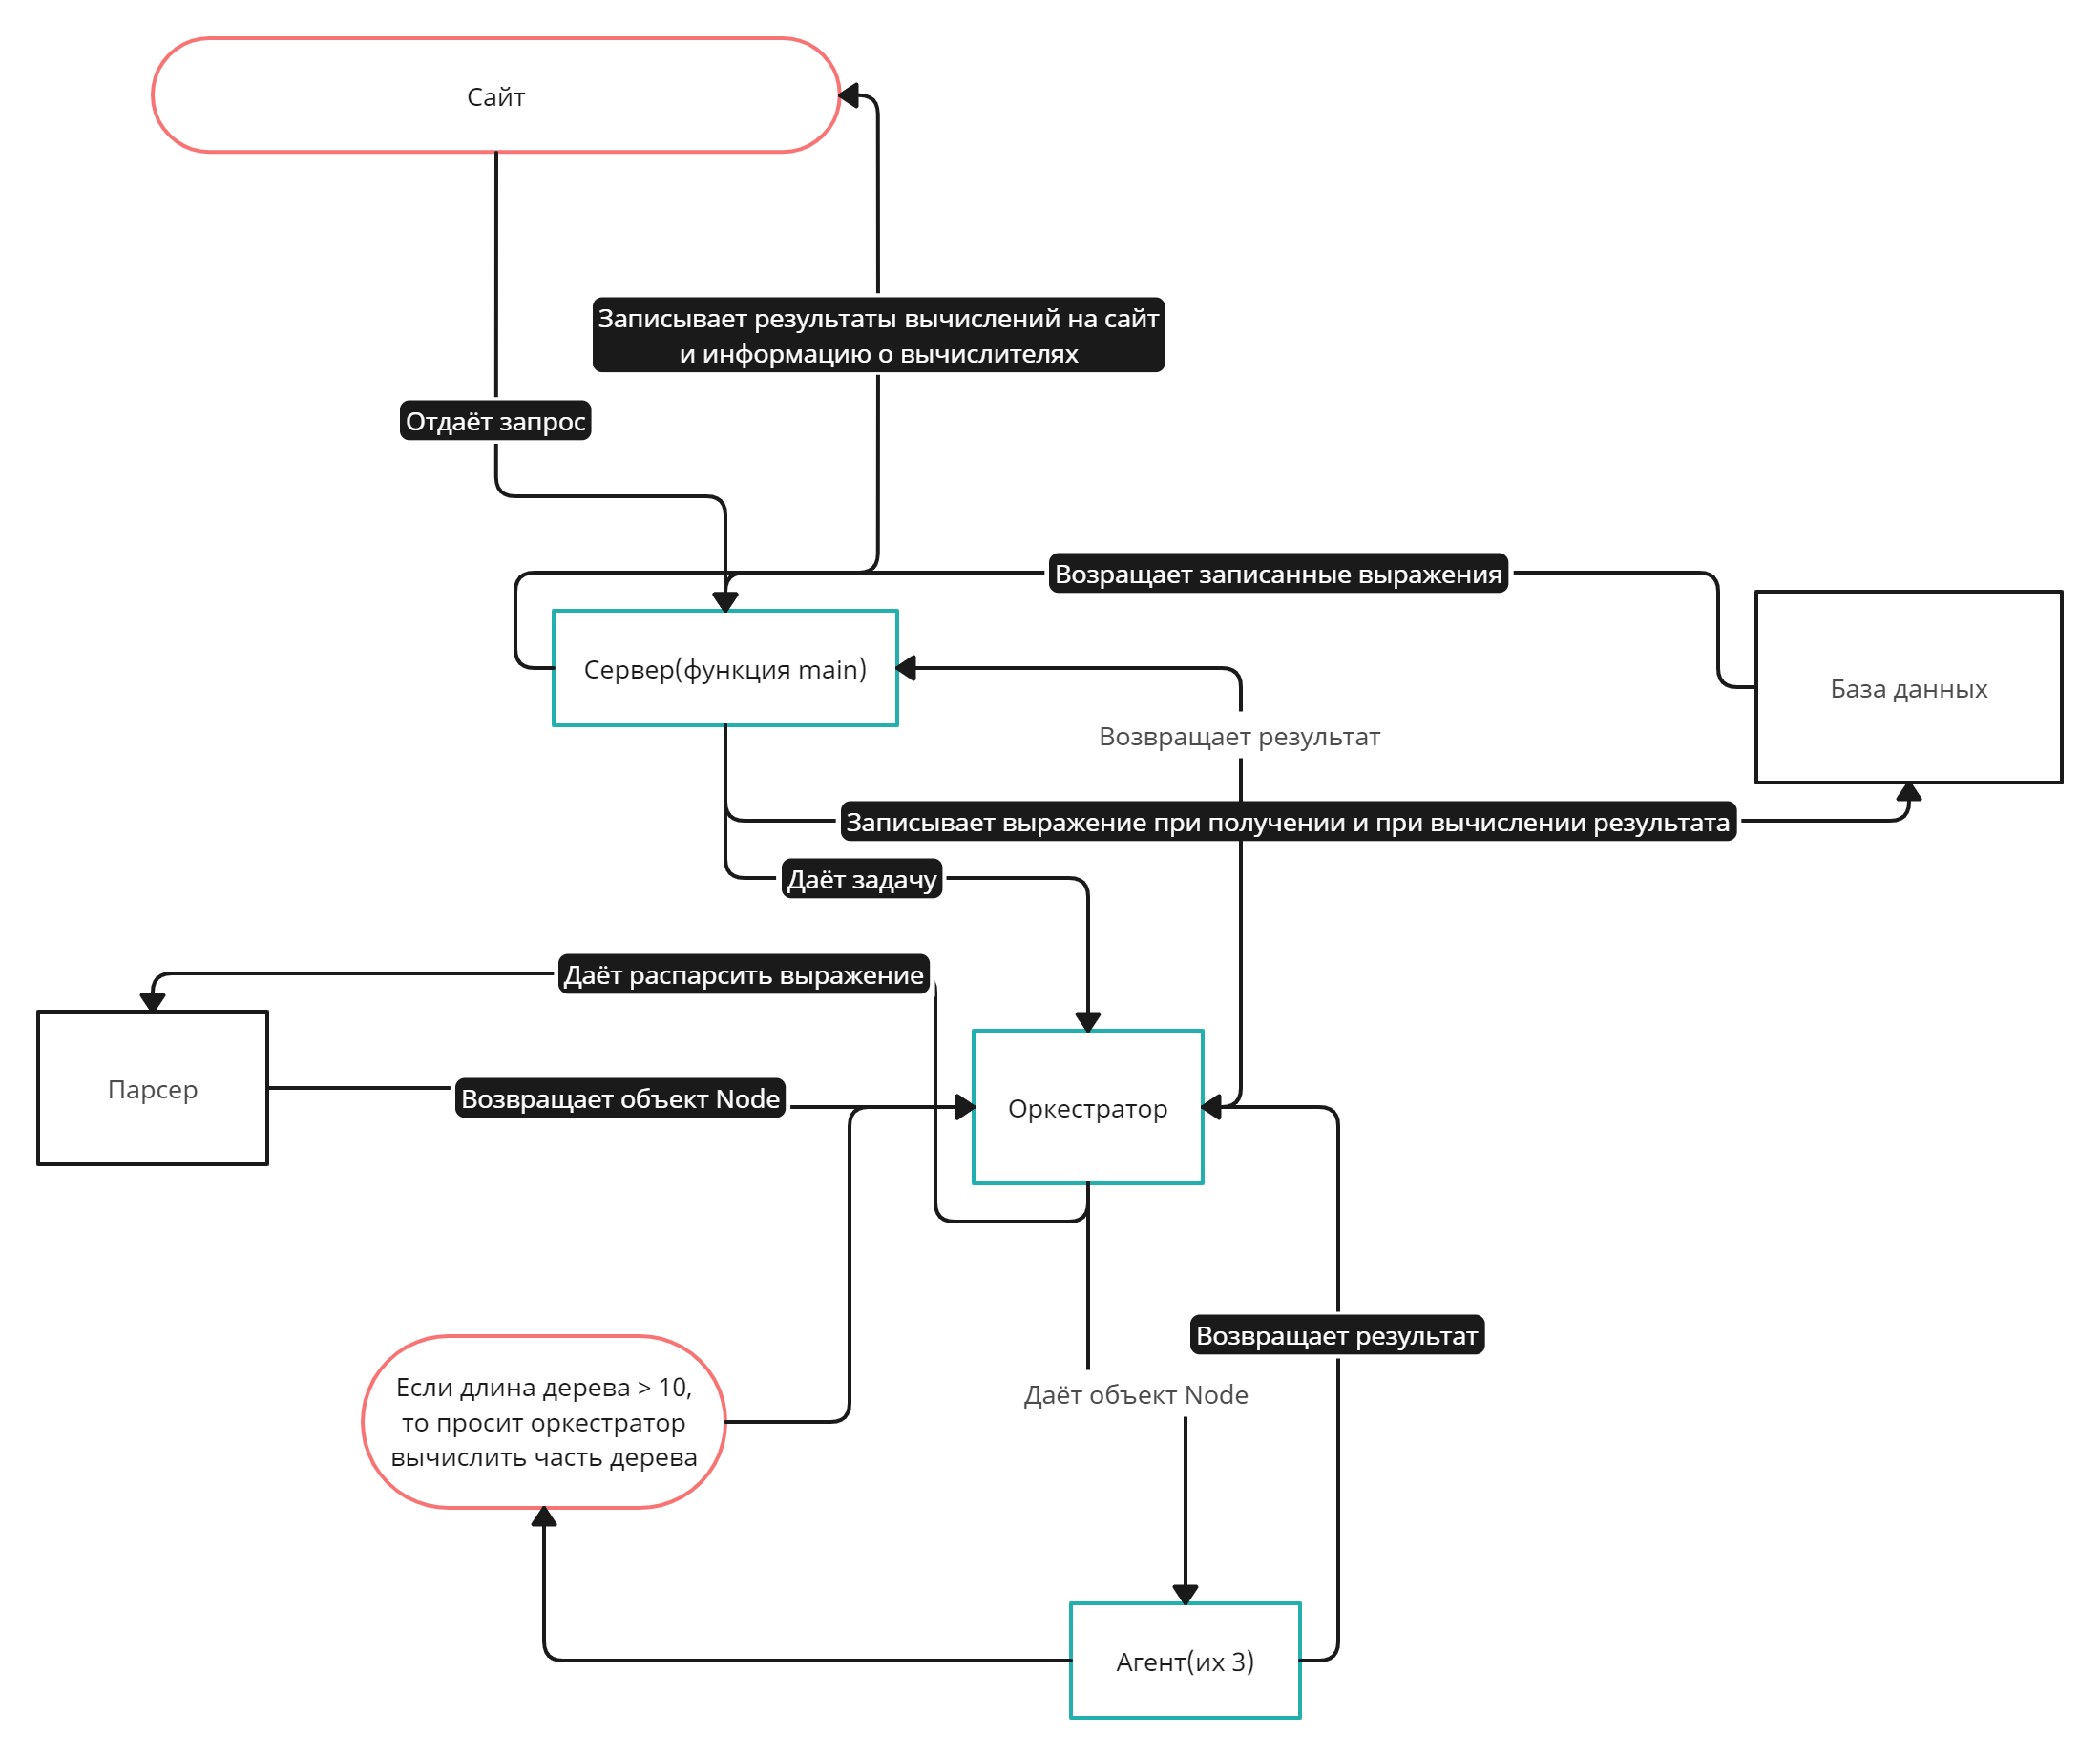 Сайт
Записывает результаты вычислений на сайт
и информацию о вычислителях
Отдаёт запрос
Возращает записанные выражения
Сервер(функция main)
База данных
Возвращает результат
Записывает выражение при получении и при вычислении результата
Даёт задачу
Даёт распарсить выражение
Парсер
Возвращает объект Node
Оркестратор
Возвращает результат
Если длина дерева > 10,
то просит оркестратор
вычислить часть дерева
Даёт объект Node
Агент(их 3)